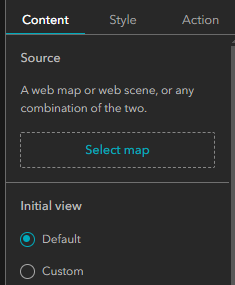 Content Style Action
Source
A web map or web scene, or any
combination of the two.
Select map
Initial view
Default
Custom